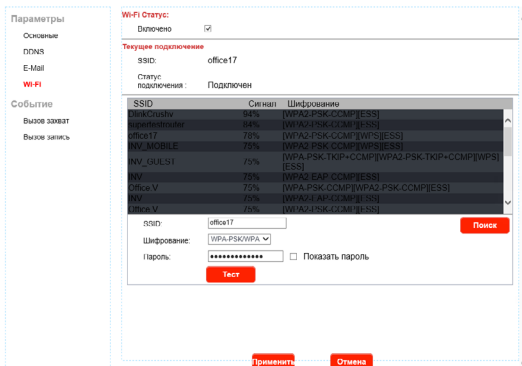 Параметры
Основные
DDNS
E-Mail
Wi-Fi
Событие
Вызов захват
Вызов запись
Wi-Fi Статус:
Включено
Текущее подключение
SSID: office17
Статус подключения : Подключен
SSID Сигнал Шифрование
DlinkCrushv 94% [WPA2-PSK-CCMP][ESS]
supertestrouter 84% [WPA2-PSK-CCMP][ESS]
office17 78% [WPA2-PSK-CCMP][WPS][ESS]
INV_MOBILE 75% [WPA2-PSK-CCMP][WPS][ESS]
INV_GUEST 75% [WPA-PSK-TKIP+CCMP][WPA2-PSK-TKIP+CCMP][WPS]
[ESS]
INV 75% [WPA2-EAP-CCMP][ESS]
Office.V 75% [WPA-PSK-CCMP][WPA2-PSK-CCMP][ESS]
INV 75% [WPA2-EAP-CCMP][ESS]
Office.V 75% [WPA2-PSK-CCMP][ESS]
SSID: office17
Поиск
Шифрование: WPA-PSK/WPA
Пароль: ••••••••••••• Показать пароль
Тест
Применить Отмена